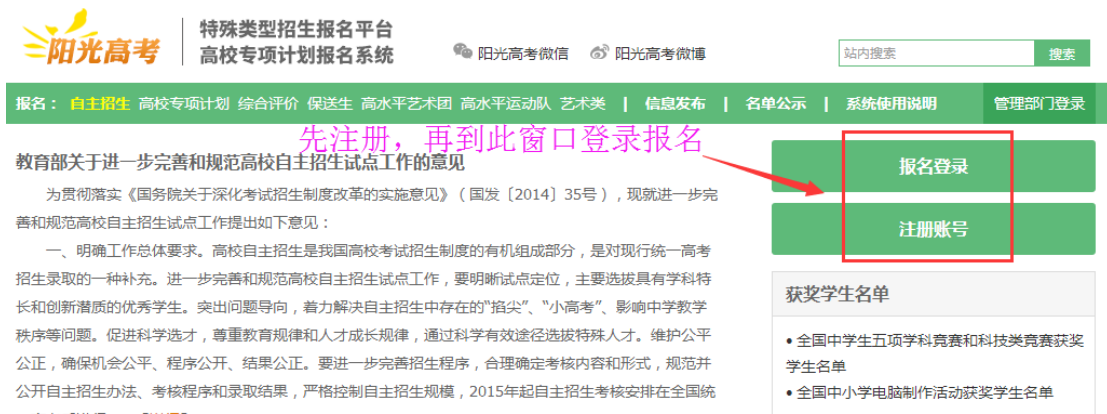 阳光高考
特殊类型招生报名平台
高校专项计划报名系统
阳光高考微信
阳光高考微博
站内搜索
搜索
报名： 自主招生 高校专项计划 综合评价 保送生 高水平艺术团 高水平运动队 艺术类 | 信息发布 | 名单公示 | 系统使用说明 管理部门登录
先注册，再到此窗口登录报名
教育部关于进一步完善和规范高校自主招生试点工作的意见
为贯彻落实《国务院关于深化考试招生制度改革的实施意见》（国发〔2014〕35号），现就进一步完
善和规范高校自主招生试点工作提出如下意见：
一、明确工作总体要求。高校自主招生是我国高校考试招生制度的有机组成部分，是对现行统一高考
招生录取的一种补充。进一步完善和规范高校自主招生试点工作，要明晰试点定位，主要选拔具有学科特
长和创新潜质的优秀学生。突出问题导向，着力解决自主招生中存在的“掐尖”、“小高考”、影响中学教学
秩序等问题。促进科学选才，尊重教育规律和人才成长规律，通过科学有效途径选拔特殊人才。维护公平
公正，确保机会公平、程序公开、结果公正。要进一步完善招生程序，合理确定考核内容和形式，规范并
公开自主招生办法、考核程序和录取结果，严格控制自主招生规模，2015年起自主招生考核安排在全国统
报名登录
注册账号
获奖学生名单
• 全国中学生五项学科竞赛和科技类竞赛获奖
学生名单
• 全国中小学电脑制作活动获奖学生名单